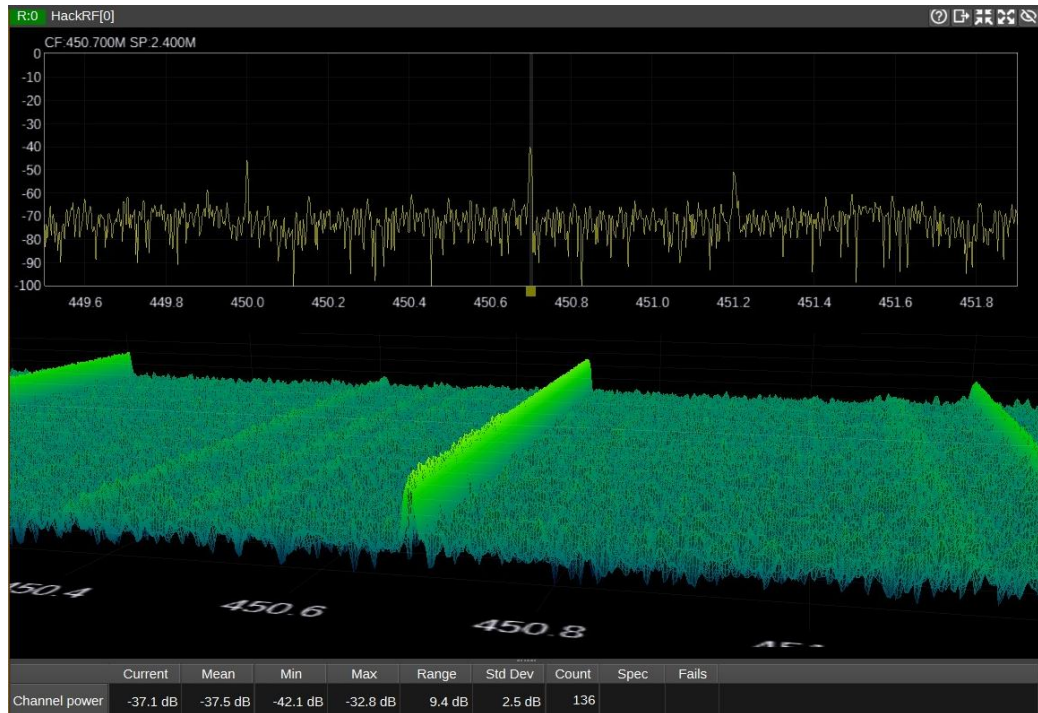 R:0 HackRF[0]
CF:450.700M SP:2.400M
0
-10
-20
-30
-40
-50
-60
-70
-80
-90
-100
449.6 449.8 450.0 450.2 450.4 450.6 450.8 451.0 451.2 451.4 451.6 451.8
450.6
450.8
Current Mean Min Max Range Std Dev Count Spec Fails
Channel power -37.1 dB -37.5 dB -42.1 dB -32.8 dB 9.4 dB 2.5 dB 136